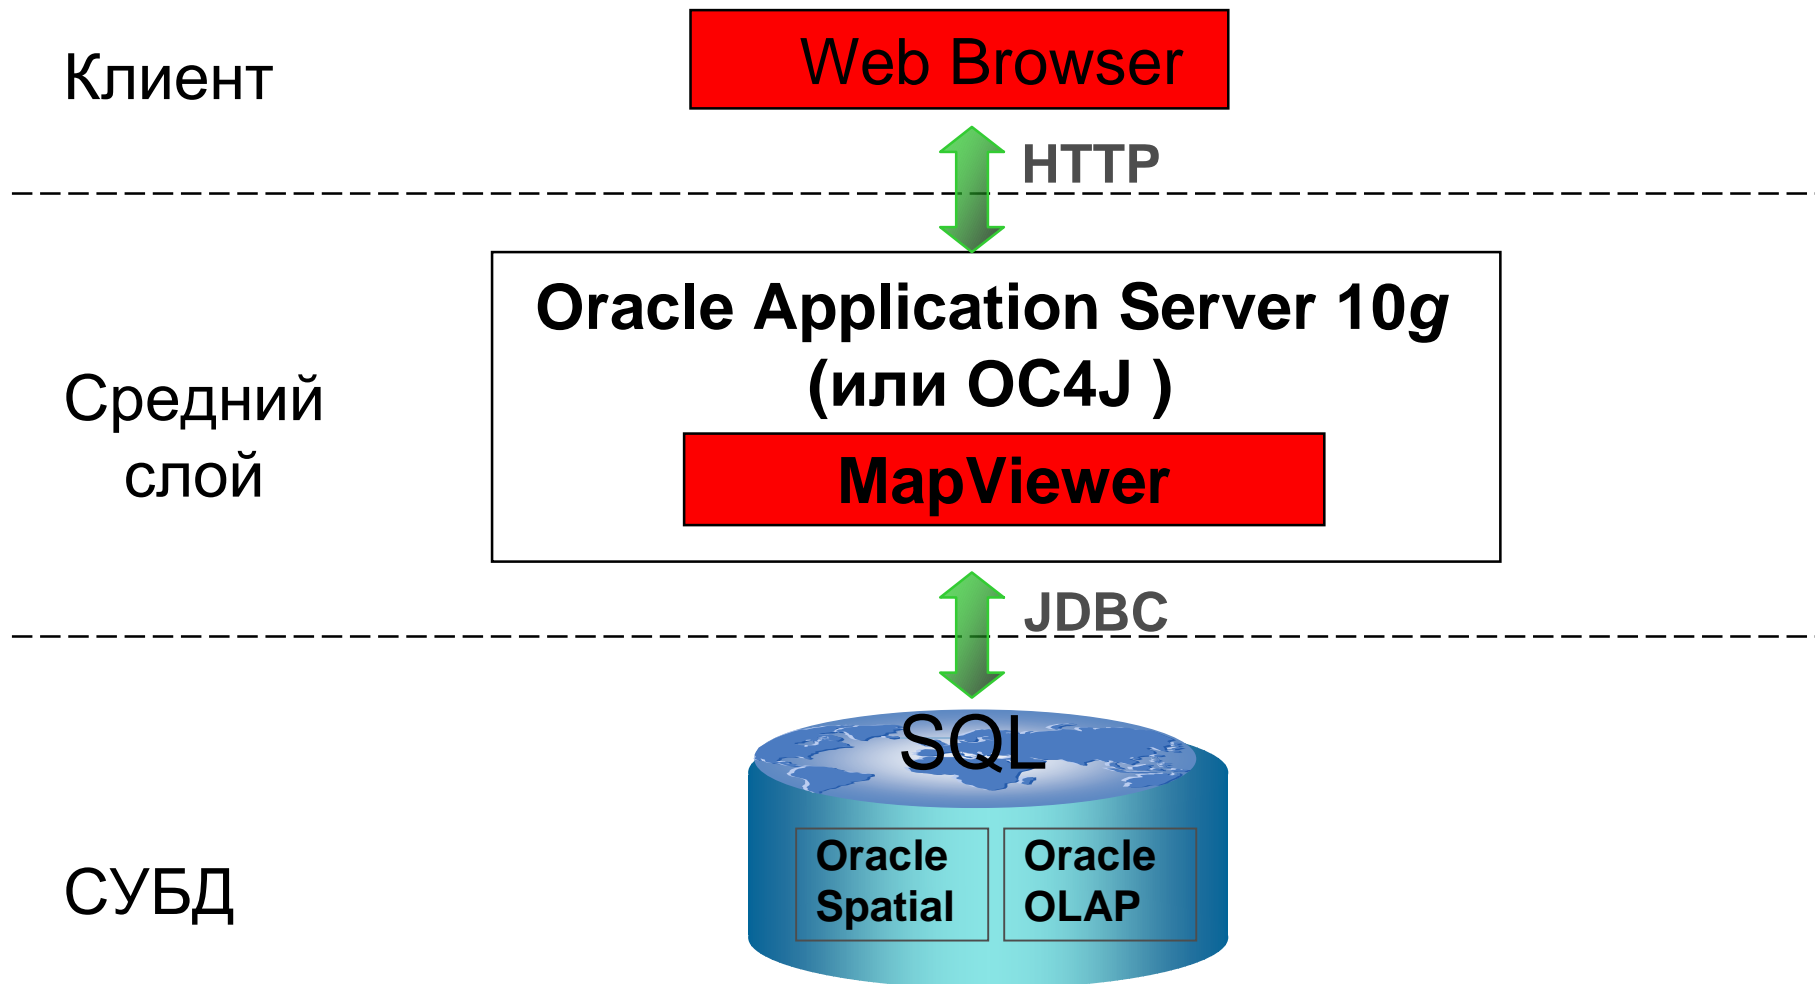 Клиент
Web Browser
HTTP
Oracle Application Server 10g
(или OC4J )
Средний
слой
MapViewer
JDBC
SQL
СУБД
Oracle
Spatial
Oracle
OLAP